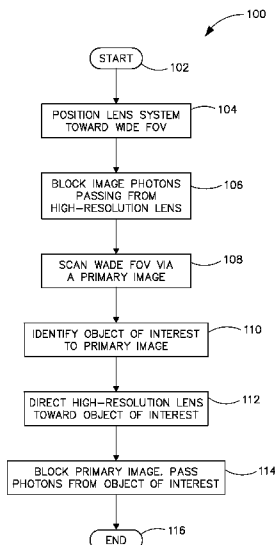 100
START
102
POSITION LENS SYSTEM
TOWARD WIDE FOV
104
BLOCK IMAGE PHOTONS
PASSING FROM
HIGH-RESOLUTION LENS
106
SCAN WADE FOV VIA
A PRIMARY IMAGE
108
IDENTIFY OBJECT OF INTEREST
TO PRIMARY IMAGE
110
DIRECT HIGH-RESOLUTION LENS
TOWARD OBJECT OF INTEREST
112
BLOCK PRIMARY IMAGE. PASS
PHOTONS FROM OBJECT OF INTEREST
114
END
116